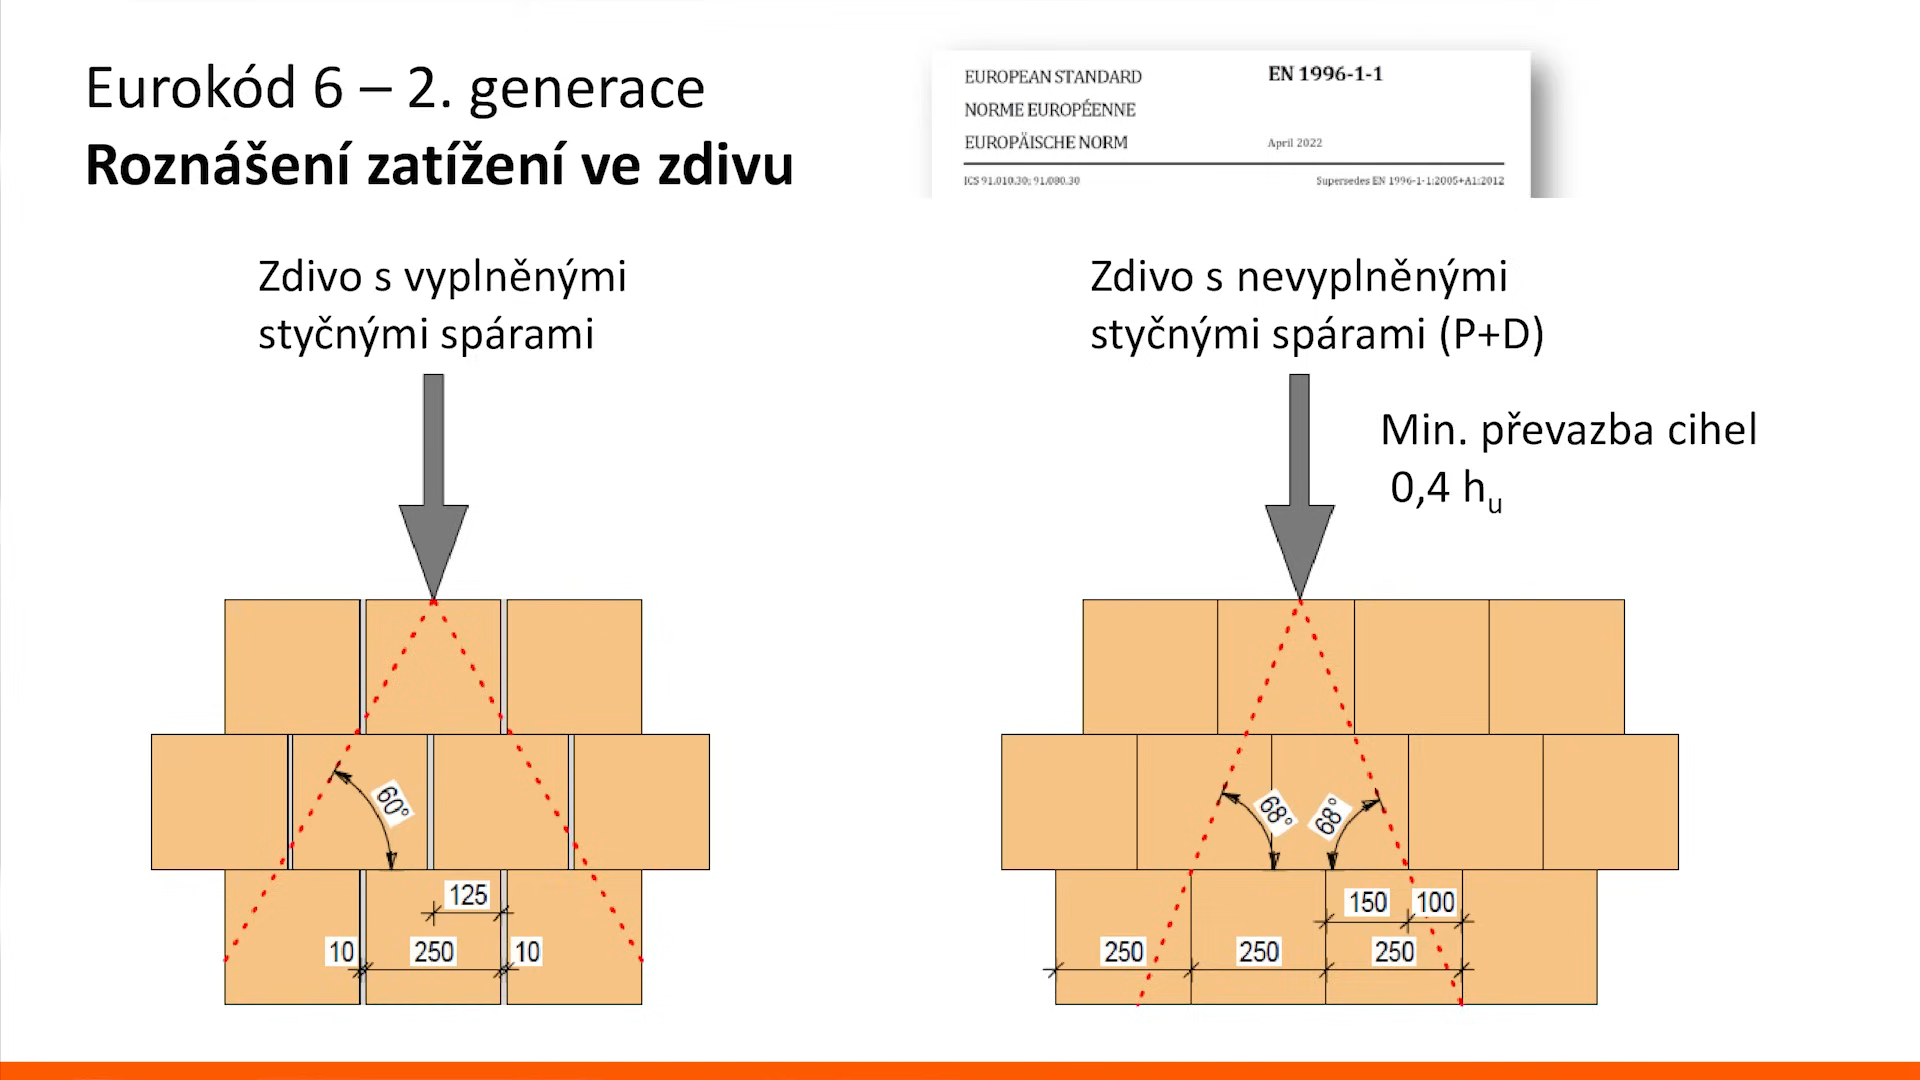 Eurokód 6 – 2. generace
Roznášení zatížení ve zdivu
EUROPEAN STANDARD
NORME EUROPÉENNE
EUROPÄISCHE NORM
EN 1996-1-1
April 2022
ICS 91.010.30; 91.080.30
Supersedes EN 1996-1-1:2005+A1:2012
Zdivo s vyplněnými
styčnými spárami
60°
125
10
250
10
Zdivo s nevyplněnými
styčnými spárami (P+D)
Min. převazba cihel
0,4 hu
68°
68°
150
100
250
250
250